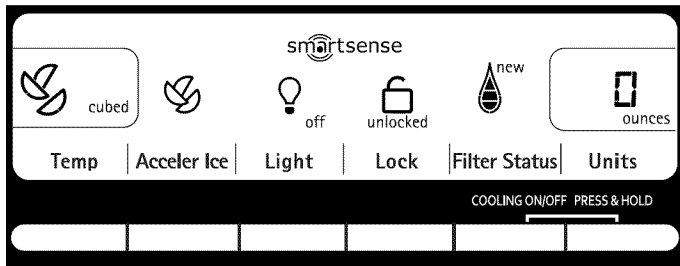 smartsense
cubed
off
unlocked
new
0
ounces
Temp Acceler Ice Light Lock Filter Status Units
COOLING ON/OFF PRESS & HOLD